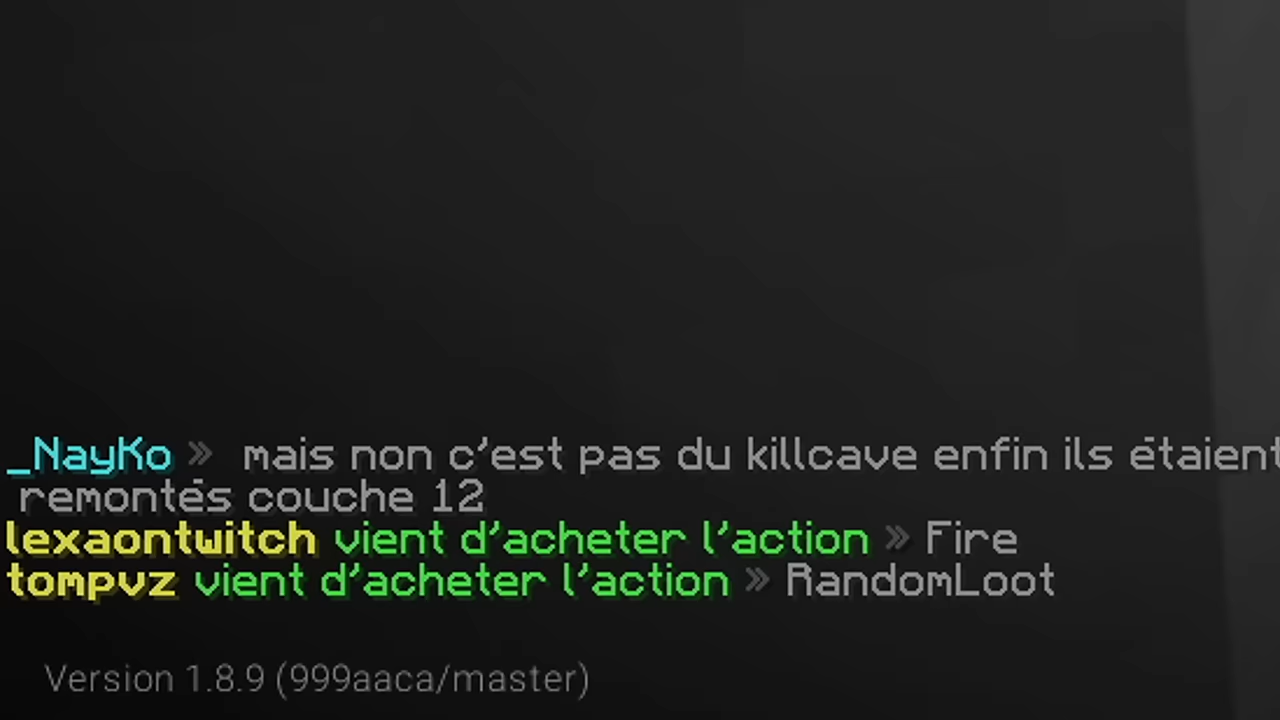 _NayKo » mais non c'est pas du killcave enfin ils étaient
remontés couche 12
lexaontwitch vient d'acheter l'action » Fire
tompvz vient d'acheter l'action » RandomLoot
Version 1.8.9 (999aaca/master)